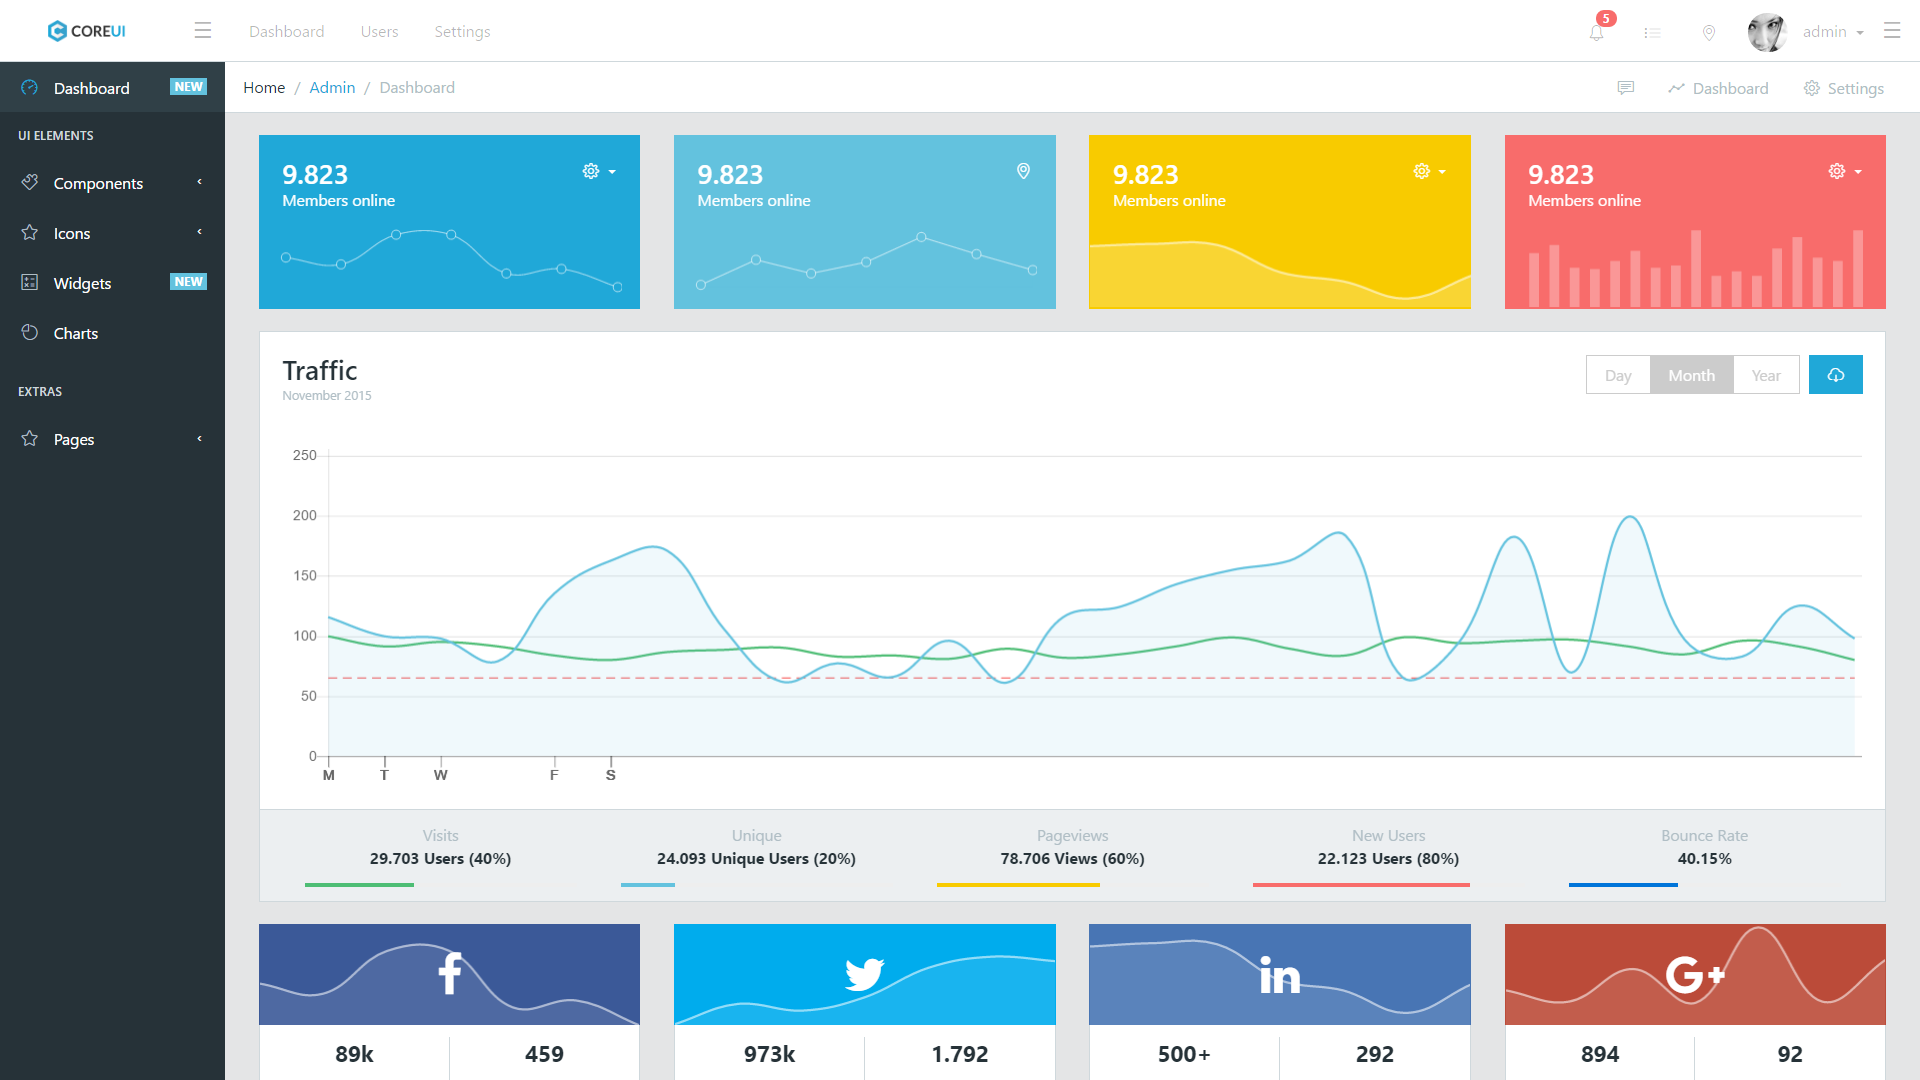 COREUI
Dashboard Users Settings
5
admin
Dashboard NEW
UI ELEMENTS
Components
Icons
Widgets NEW
Charts
EXTRAS
Pages
Home / Admin / Dashboard
Dashboard Settings
9.823
Members online
9.823
Members online
9.823
Members online
9.823
Members online
Traffic
November 2015
Day Month Year
250
200
150
100
50
0
M T W F S
Visits
29.703 Users (40%)
Unique
24.093 Unique Users (20%)
Pageviews
78.706 Views (60%)
New Users
22.123 Users (80%)
Bounce Rate
40.15%
f
in
G+
89k 459
973k 1.792
500+ 292
894 92